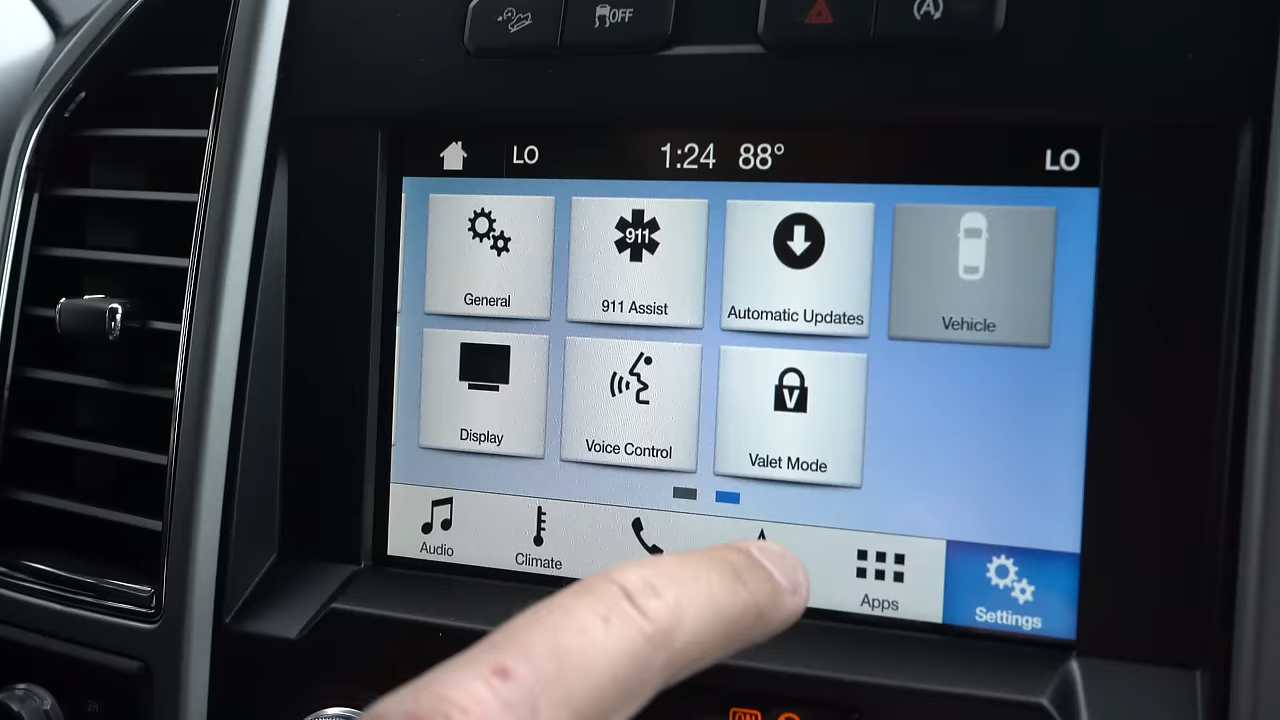 OFF
A
LO
1:24 88°
LO
General
911
911 Assist
Automatic Updates
Vehicle
Display
Voice Control
V
Valet Mode
Audio
Climate
Apps
Settings
ON